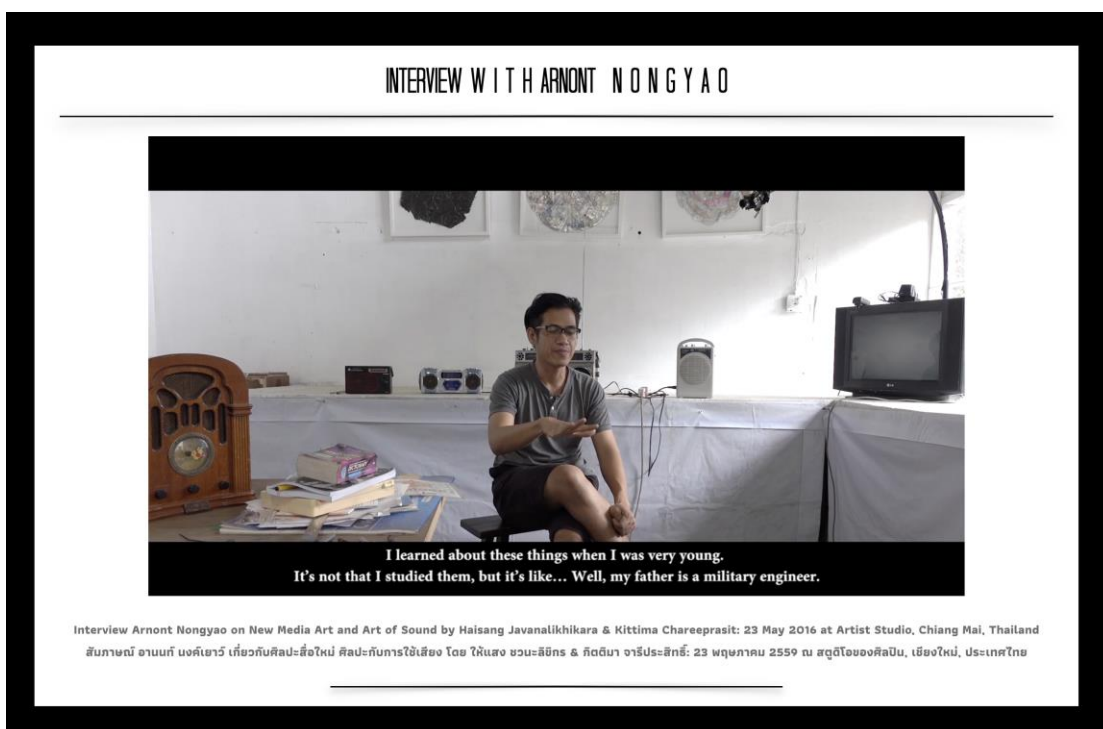 INTERVIEW WITH ARNONT NONGYAO
I learned about these things when I was very young.
It's not that I studied them, but it's like... Well, my father is a military engineer.
Interview Arnont Nongyao on New Media Art and Art of Sound by Haisang Javanalikhikara & Kittima Chareeprasit: 23 May 2016 at Artist Studio, Chiang Mai, Thailand
สัมภาษณ์ อานนท์ นงค์เยาว์ เกี่ยวกับศิลปะสื่อใหม่ ศิลปะกับการใช้เสียง โดย ให้แสง ชวนะลิขิกร & กิตติมา จารีประสิทธิ์: 23 พฤษภาคม 2559 ณ สตูดิโอของศิลปิน, เชียงใหม่, ประเทศไทย